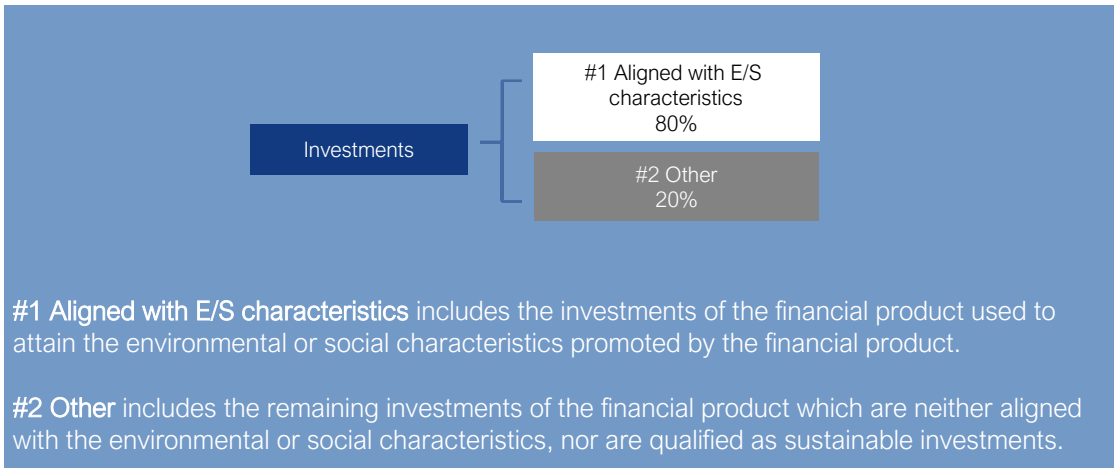 #1 Aligned with E/S
characteristics
80%
Investments
#2 Other
20%
#1 Aligned with E/S characteristics includes the investments of the financial product used to
attain the environmental or social characteristics promoted by the financial product.
#2 Other includes the remaining investments of the financial product which are neither aligned
with the environmental or social characteristics, nor are qualified as sustainable investments.